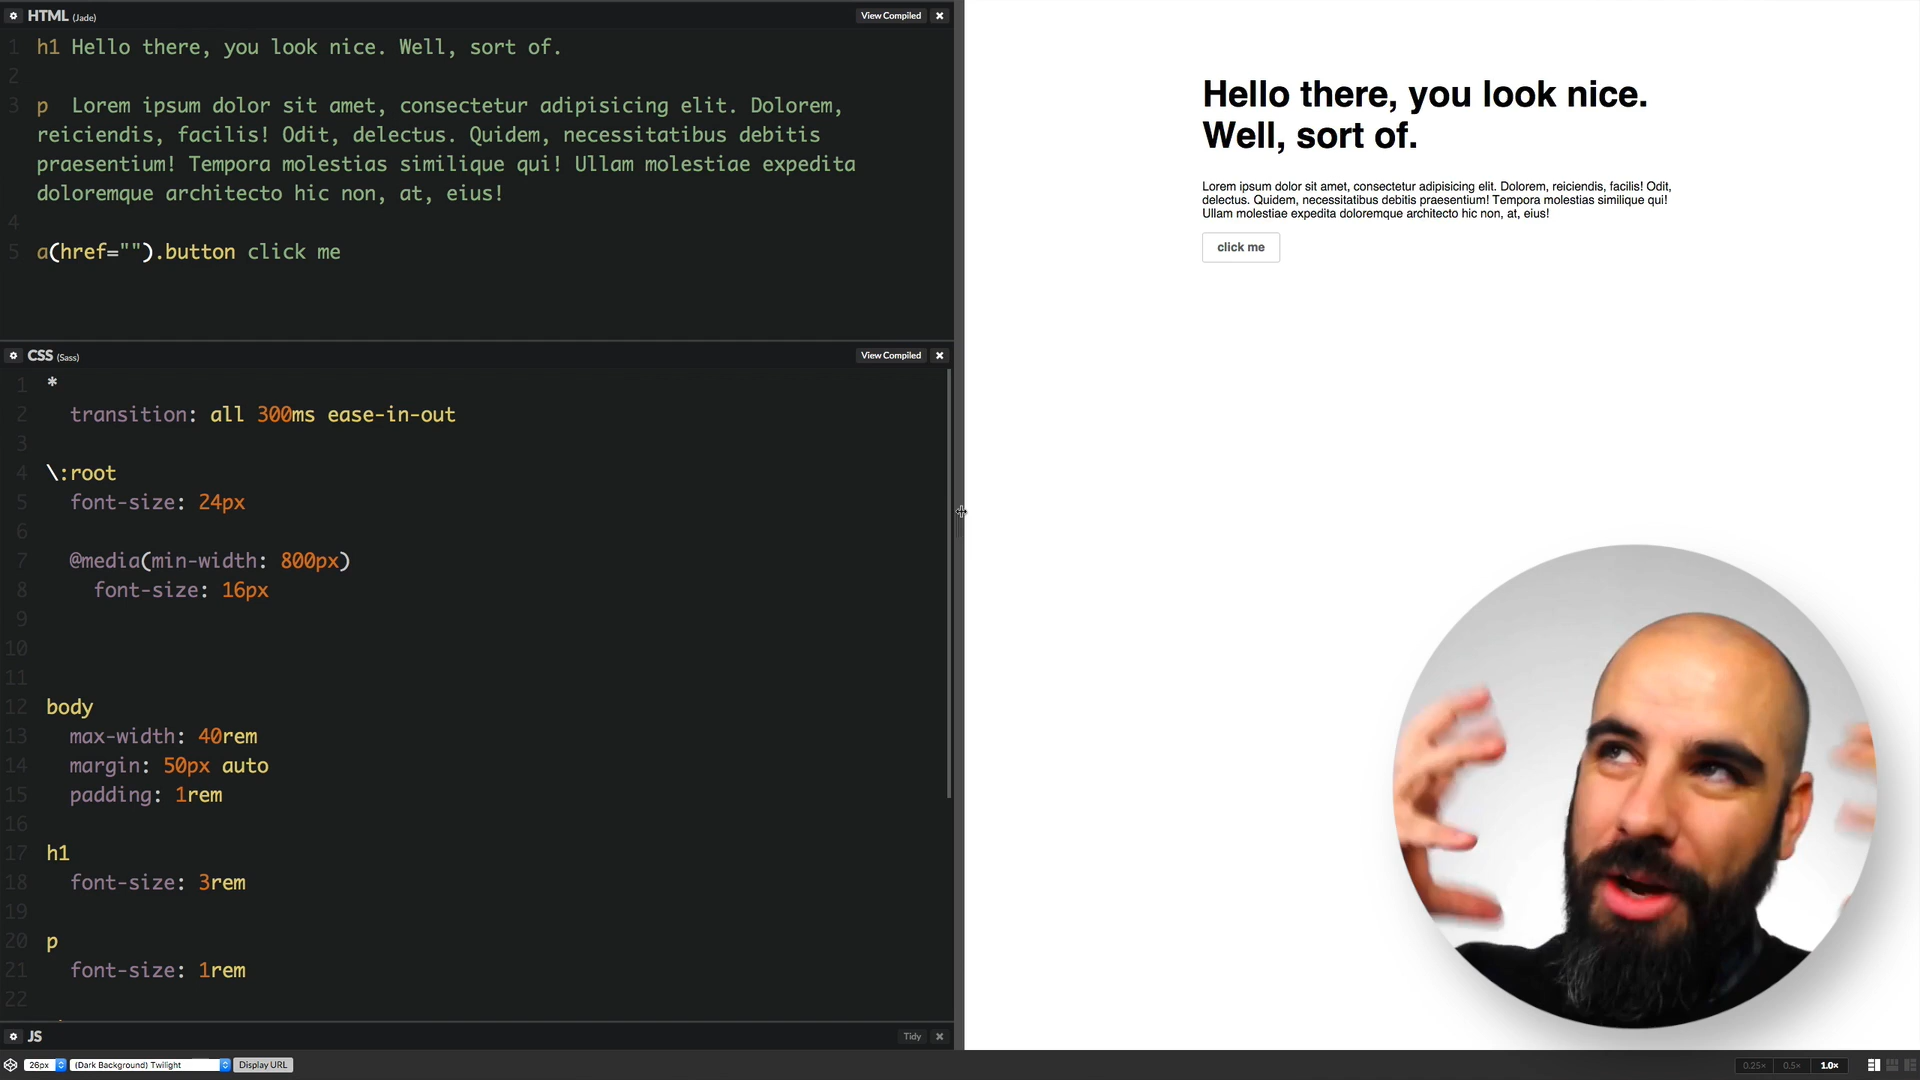 HTML (Jade)
View Compiled
1 h1 Hello there, you look nice. Well, sort of.
2
3 p  Lorem ipsum dolor sit amet, consectetur adipisicing elit. Dolorem,
reiciendis, facilis! Odit, delectus. Quidem, necessitatibus debitis
praesentium! Tempora molestias similique qui! Ullam molestiae expedita
doloremque architecto hic non, at, eius!
4
5 a(href="").button click me
CSS (Sass)
View Compiled
1 *
2 transition: all 300ms ease-in-out
3
4 \:root
5 font-size: 24px
6
7 @media(min-width: 800px)
8 font-size: 16px
9
10
11
12 body
13 max-width: 40rem
14 margin: 50px auto
15 padding: 1rem
16
17 h1
18 font-size: 3rem
19
20 p
21 font-size: 1rem
22
JS
Tidy
26px
(Dark Background) Twilight
Display URL
Hello there, you look nice.
Well, sort of.
Lorem ipsum dolor sit amet, consectetur adipisicing elit. Dolorem, reiciendis, facilis! Odit,
delectus. Quidem, necessitatibus debitis praesentium! Tempora molestias similique qui!
Ullam molestiae expedita doloremque architecto hic non, at, eius!
click me
0.25× 0.5× 1.0×